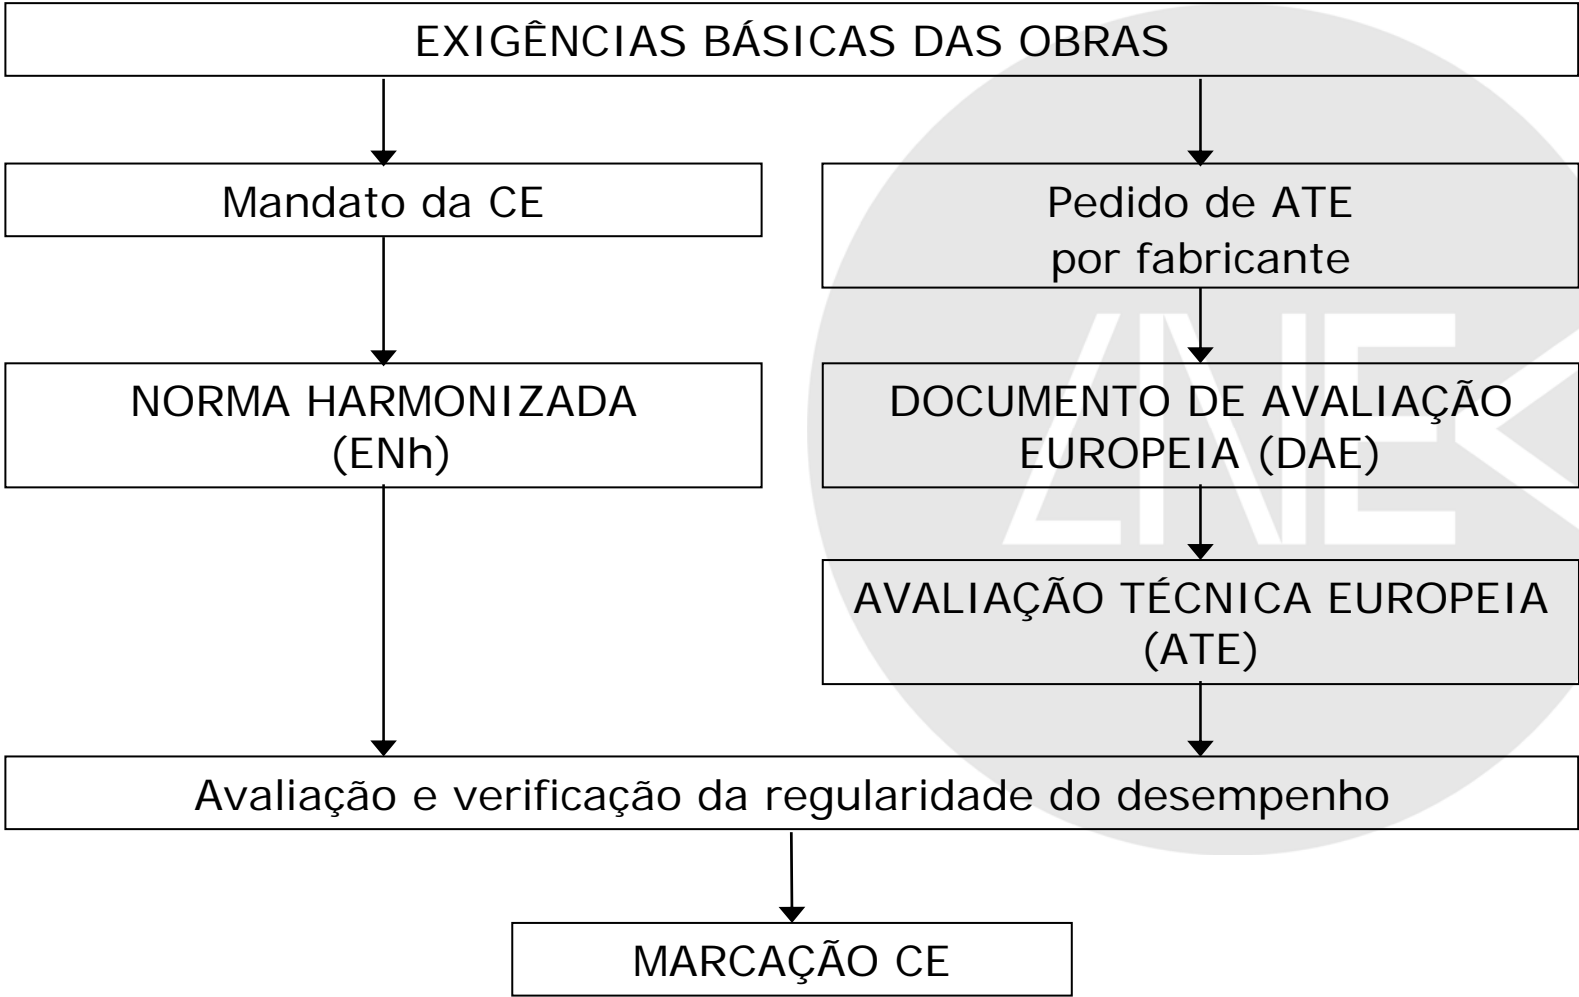 EXIGÊNCIAS BÁSICAS DAS OBRAS
Mandato da CE
Pedido de ATE
por fabricante
NORMA HARMONIZADA
(ENh)
DOCUMENTO DE AVALIAÇÃO
EUROPEIA (DAE)
AVALIAÇÃO TÉCNICA EUROPEIA
(ATE)
Avaliação e verificação da regularidade do desempenho
MARCAÇÃO CE